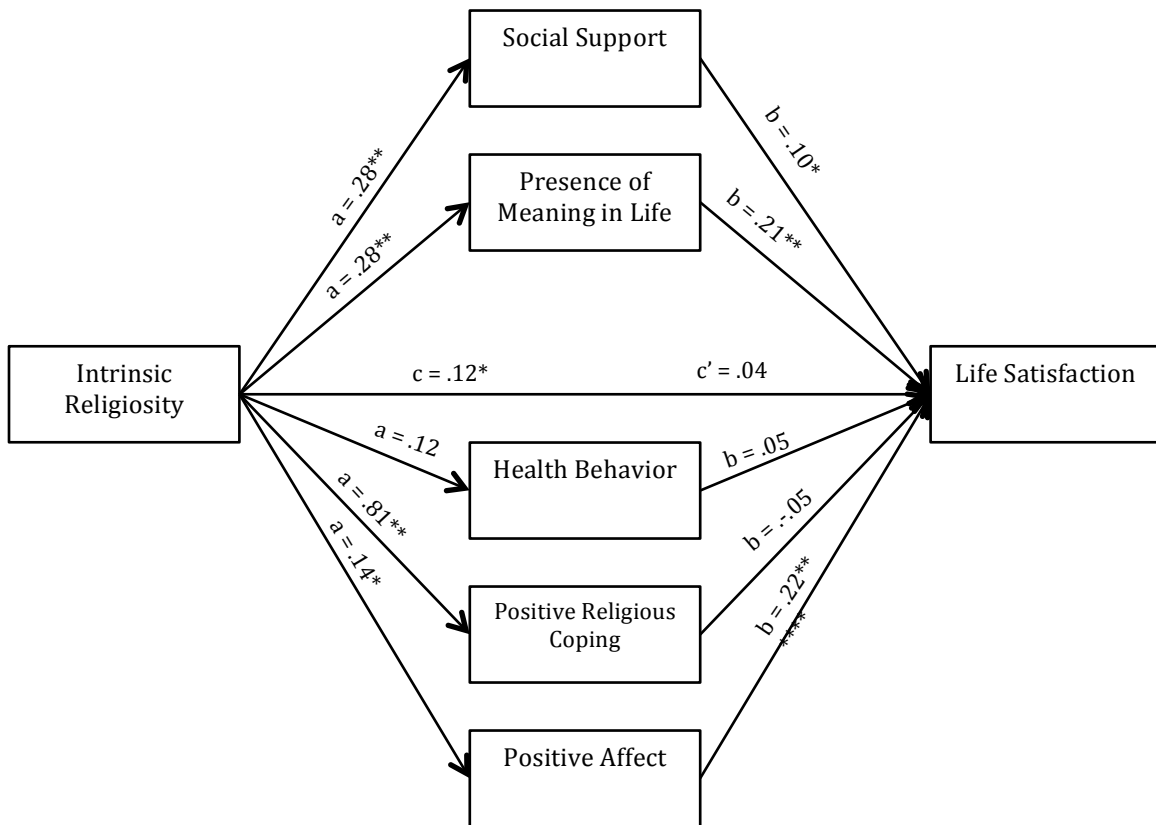 Social Support
a = .28**
b = .10*
Presence of
Meaning in Life
a = .28**
b = .21**
Intrinsic
Religiosity
c = .12*
c’ = .04
Life Satisfaction
a = .12
Health Behavior
b = .05
a = .81**
Positive Religious
Coping
b = .-.05
a = .14*
Positive Affect
b = .22**
****